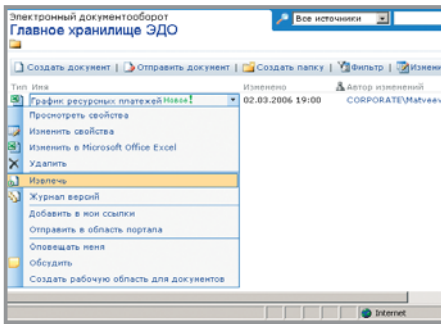 Электронный документооборот
Главное хранилище ЭДО
Все источники
Создать документ | Отправить документ | Создать папку | Фильтр |
Тип Имя Изменено Автор изменений
График ресурсных платежей Новое! 02.03.2006 19:00 CORPORATE\Matveev
Просмотреть свойства
Изменить свойства
Изменить в Microsoft Office Excel
Удалить
Извлечь
Журнал версий
Добавить в мои ссылки
Отправить в область портала
Оповещать меня
Обсудить
Создать рабочую область для документов
Internet